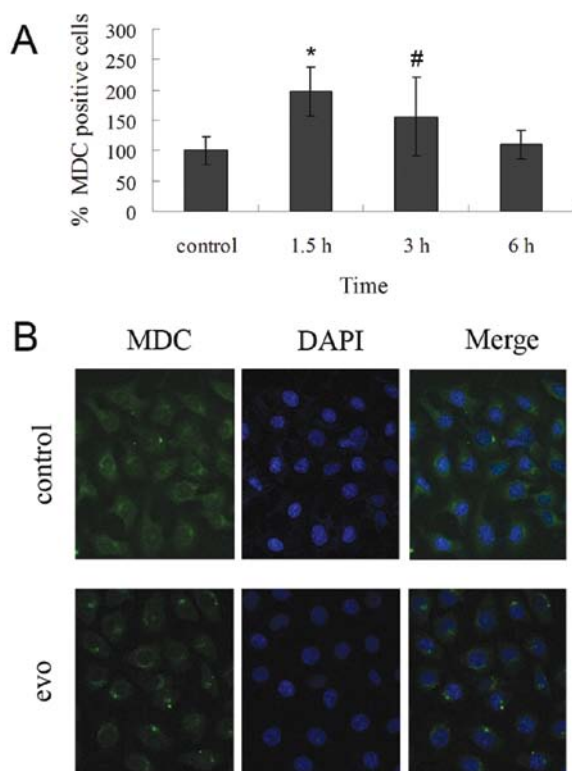 A
% MDC positive cells
300
250
200
150
100
50
0
*
#
control 1.5 h 3 h 6 h
Time
B
MDC DAPI Merge
control
evo